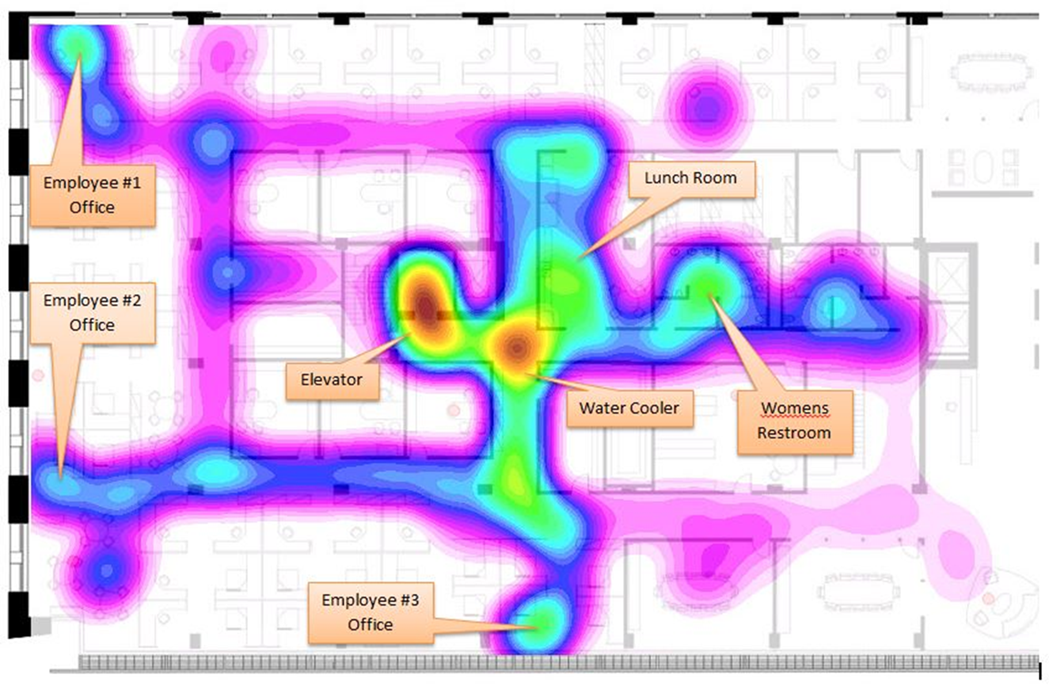 Employee #1
Office
Lunch Room
Employee #2
Office
Elevator
Water Cooler
Womens
Restroom
Employee #3
Office